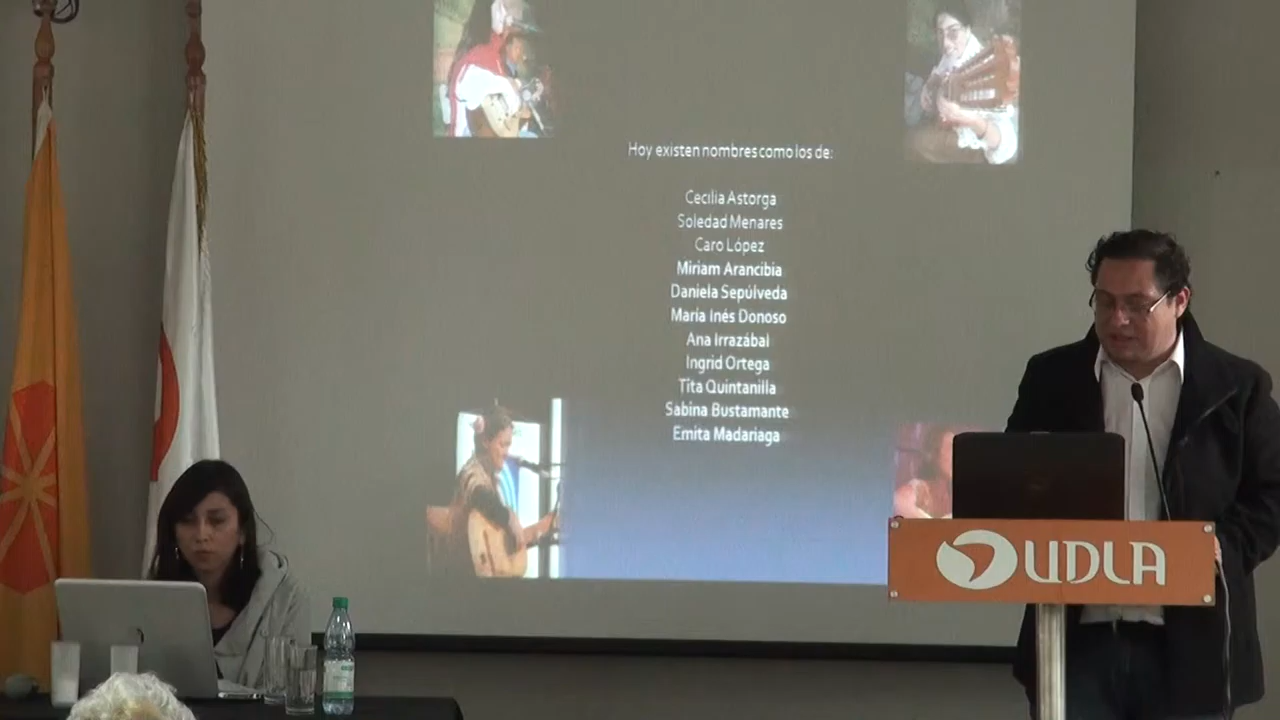 Hoy existen nombres como los de:
Cecilia Astorga
Soledad Menares
Caro López
Miriam Arancibia
Daniela Sepúlveda
María Inés Donoso
Ana Irrazábal
Ingrid Ortega
Tita Quintanilla
Sabina Bustamante
Emita Madariaga
UDLA